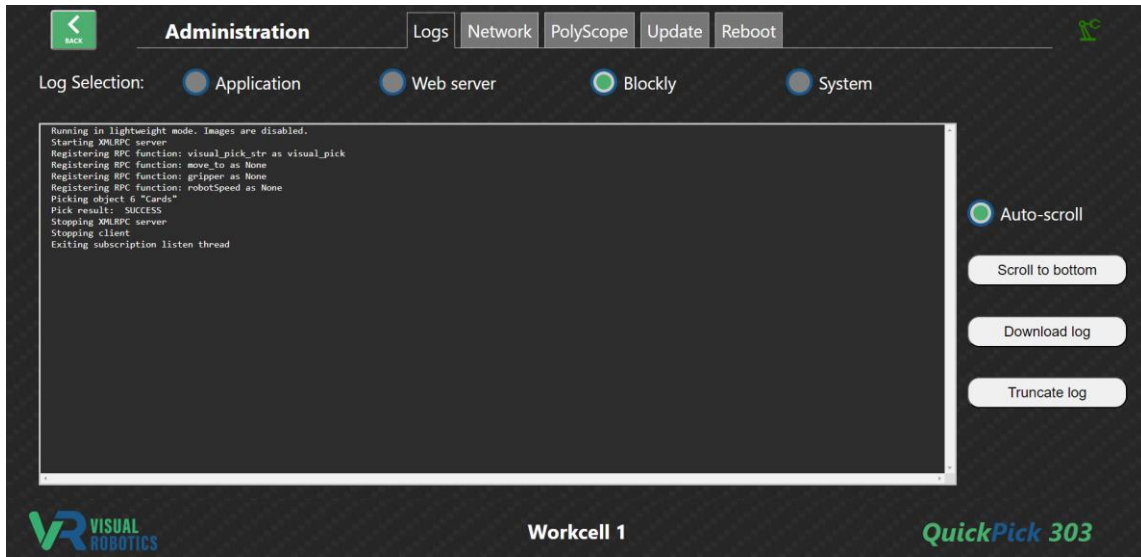 BACK
Administration
Logs Network PolyScope Update Reboot
Log Selection: Application Web server Blockly System
Running in lightweight mode. Images are disabled.
Starting XMLRPC server
Registering RPC function: visual_pick_str as visual_pick
Registering RPC function: move_to as None
Registering RPC function: gripper as None
Registering RPC function: robotSpeed as None
Picking object 6 "Cards"
Pick result:  SUCCESS
Stopping XMLRPC server
Stopping client
Exiting subscription listen thread
Auto-scroll
Scroll to bottom
Download log
Truncate log
VR VISUAL
ROBOTICS
Workcell 1
QuickPick 303